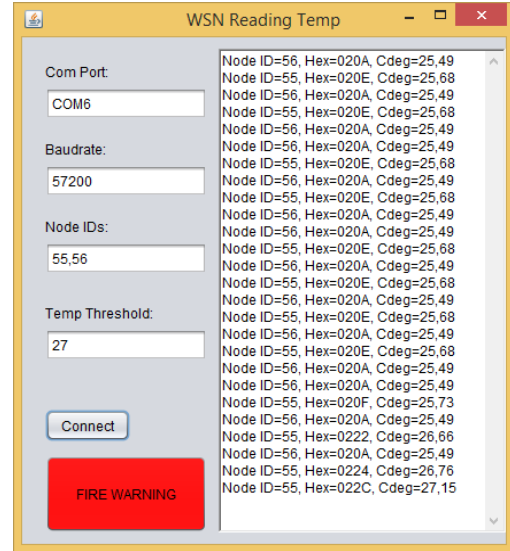 WSN Reading Temp
Com Port:
COM6
Baudrate:
57200
Node IDs:
55,56
Temp Threshold:
27
Connect
FIRE WARNING
Node ID=56, Hex=020A, Cdeg=25,49
Node ID=55, Hex=020E, Cdeg=25,68
Node ID=56, Hex=020A, Cdeg=25,49
Node ID=55, Hex=020E, Cdeg=25,68
Node ID=56, Hex=020A, Cdeg=25,49
Node ID=56, Hex=020A, Cdeg=25,49
Node ID=55, Hex=020E, Cdeg=25,68
Node ID=56, Hex=020A, Cdeg=25,49
Node ID=55, Hex=020E, Cdeg=25,68
Node ID=56, Hex=020A, Cdeg=25,49
Node ID=56, Hex=020A, Cdeg=25,49
Node ID=55, Hex=020E, Cdeg=25,68
Node ID=56, Hex=020A, Cdeg=25,49
Node ID=55, Hex=020E, Cdeg=25,68
Node ID=56, Hex=020A, Cdeg=25,49
Node ID=55, Hex=020E, Cdeg=25,68
Node ID=56, Hex=020A, Cdeg=25,49
Node ID=55, Hex=020E, Cdeg=25,68
Node ID=56, Hex=020A, Cdeg=25,49
Node ID=56, Hex=020A, Cdeg=25,49
Node ID=55, Hex=020F, Cdeg=25,73
Node ID=56, Hex=020A, Cdeg=25,49
Node ID=55, Hex=0222, Cdeg=26,66
Node ID=56, Hex=020A, Cdeg=25,49
Node ID=55, Hex=0224, Cdeg=26,76
Node ID=55, Hex=022C, Cdeg=27,15